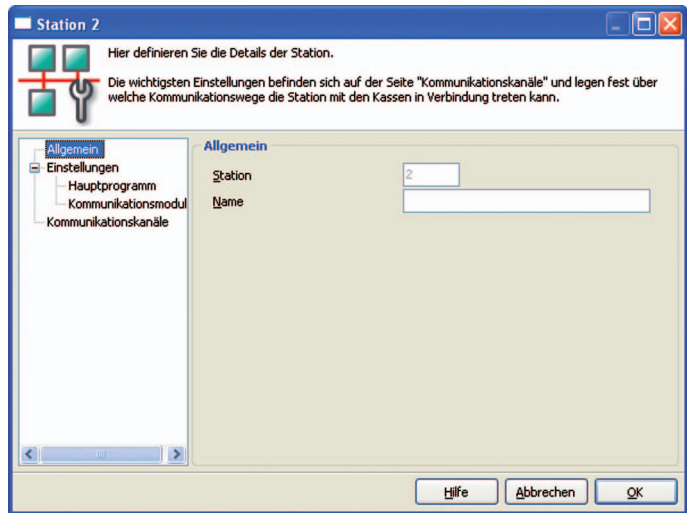 Station 2
Hier definieren Sie die Details der Station.
Die wichtigsten Einstellungen befinden sich auf der Seite "Kommunikationskanäle" und legen fest über
welche Kommunikationswege die Station mit den Kassen in Verbindung treten kann.
Allgemein
Einstellungen
Hauptprogramm
Kommunikationsmodul
Kommunikationskanäle
Allgemein
Station 2
Name
Hilfe Abbrechen OK